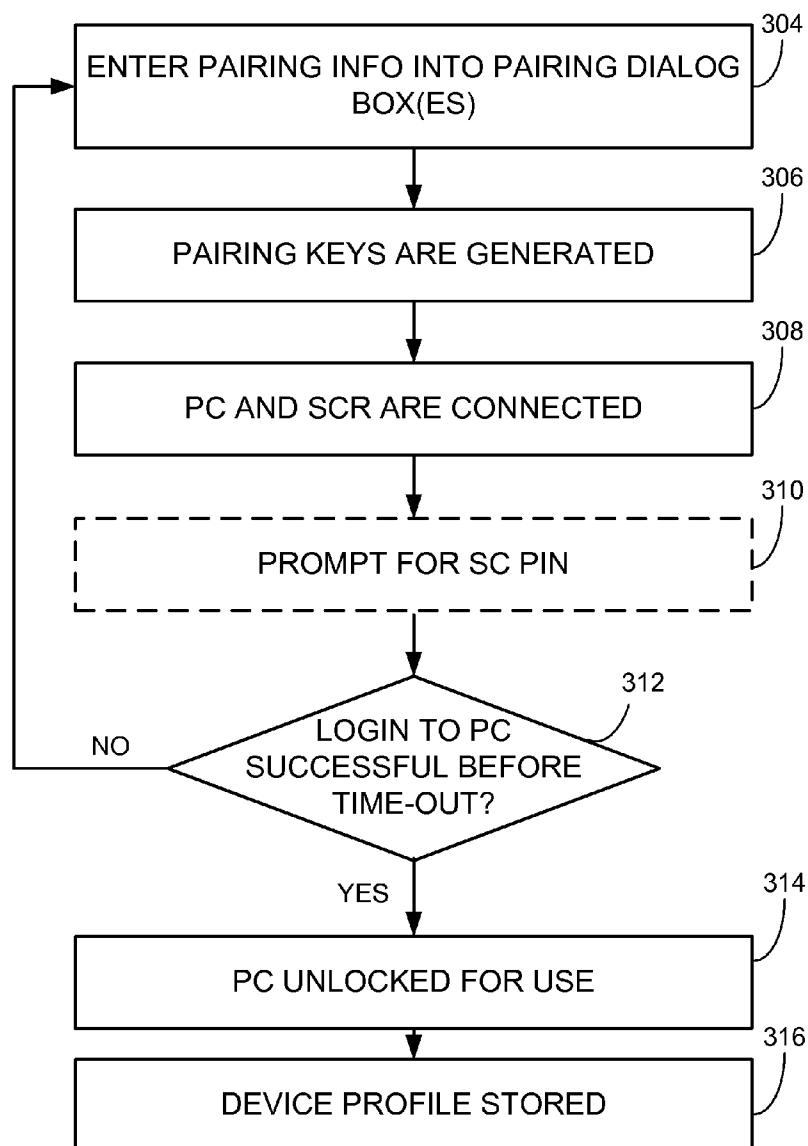 304
ENTER PAIRING INFO INTO PAIRING DIALOG
BOX(ES)
306
PAIRING KEYS ARE GENERATED
308
PC AND SCR ARE CONNECTED
310
PROMPT FOR SC PIN
312
LOGIN TO PC
SUCCESSFUL BEFORE
TIME-OUT?
NO
YES
314
PC UNLOCKED FOR USE
316
DEVICE PROFILE STORED